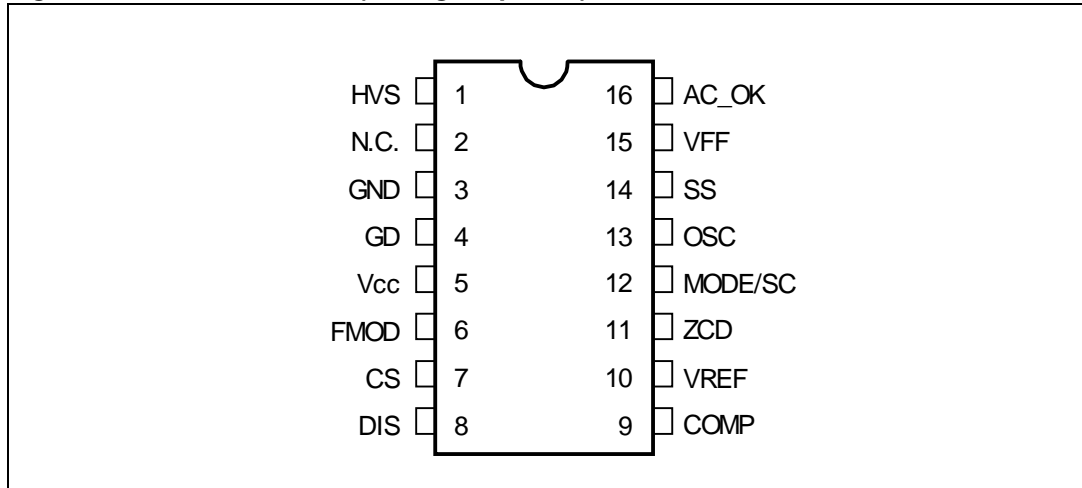 HVS 1 16 AC_OK
N.C. 2 15 VFF
GND 3 14 SS
GD 4 13 OSC
Vcc 5 12 MODE/SC
FMOD 6 11 ZCD
CS 7 10 VREF
DIS 8 9 COMP